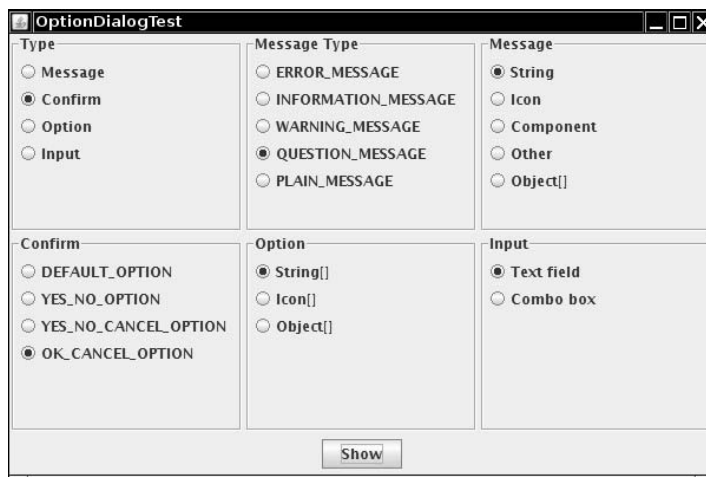 OptionDialogTest
Type
Message
Confirm
Option
Input
Message Type
ERROR_MESSAGE
INFORMATION_MESSAGE
WARNING_MESSAGE
QUESTION_MESSAGE
PLAIN_MESSAGE
Message
String
Icon
Component
Other
Object[]
Confirm
DEFAULT_OPTION
YES_NO_OPTION
YES_NO_CANCEL_OPTION
OK_CANCEL_OPTION
Option
String[]
Icon[]
Object[]
Input
Text field
Combo box
Show